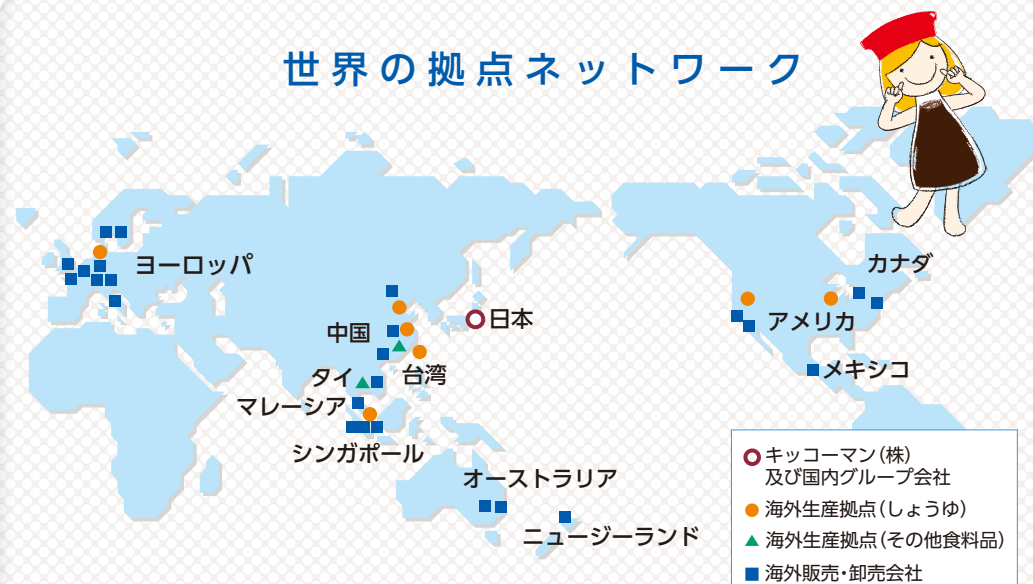 世界の拠点ネットワーク
ヨーロッパ
カナダ
中国
日本
アメリカ
タイ
台湾
メキシコ
マレーシア
シンガポール
オーストラリア
ニュージーランド
キッコーマン（株）
及び国内グループ会社
海外生産拠点（しょうゆ）
海外生産拠点（その他食料品）
海外販売・卸売会社